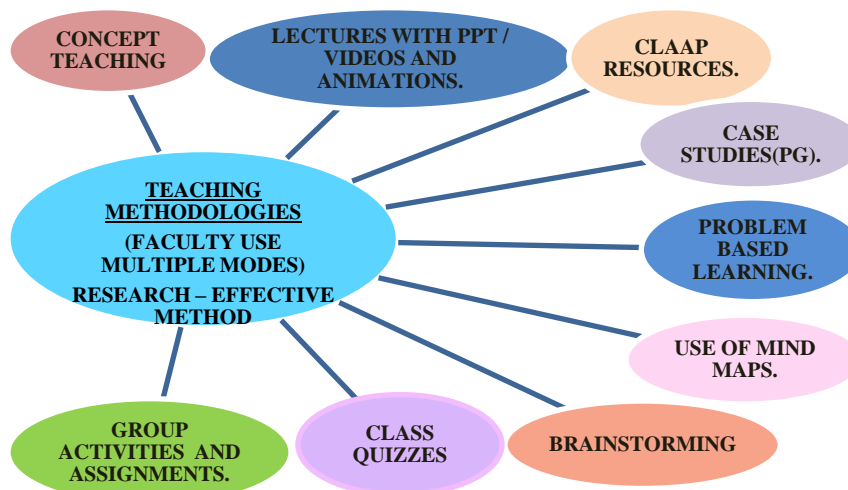 CONCEPT
TEACHING
LECTURES WITH PPT /
VIDEOS AND
ANIMATIONS.
CLAAP
RESOURCES.
CASE
STUDIES(PG).
TEACHING
METHODOLOGIES
(FACULTY USE
MULTIPLE MODES)
RESEARCH – EFFECTIVE
METHOD
PROBLEM
BASED
LEARNING.
USE OF MIND
MAPS.
GROUP
ACTIVITIES AND
ASSIGNMENTS.
CLASS
QUIZZES
BRAINSTORMING